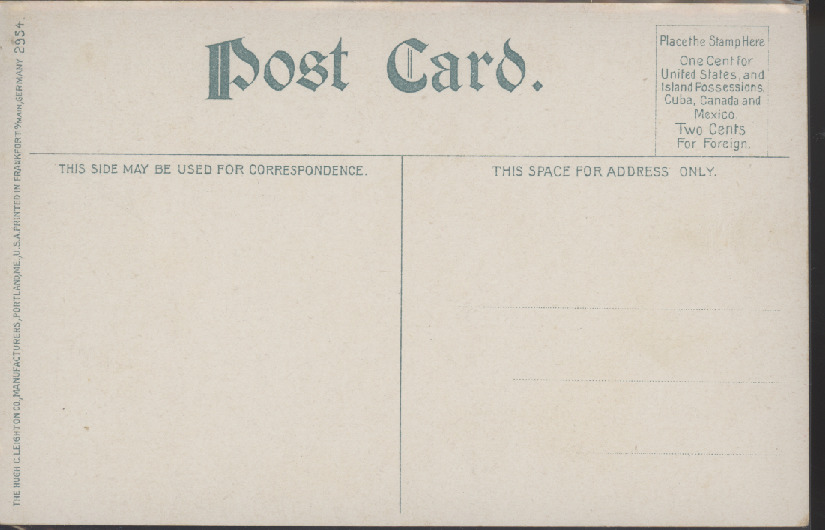 Post Card.
Place the Stamp Here
One Cent for
United States, and
Island Possessions,
Cuba, Canada and
Mexico.
Two Cents
For Foreign.
THIS SIDE MAY BE USED FOR CORRESPONDENCE.
THIS SPACE FOR ADDRESS ONLY.
THE HUGH C. LEIGHTON CO., MANUFACTURERS, PORTLAND, ME., U.S.A. PRINTED IN FRANKFORT o/MAIN, GERMANY 2954.